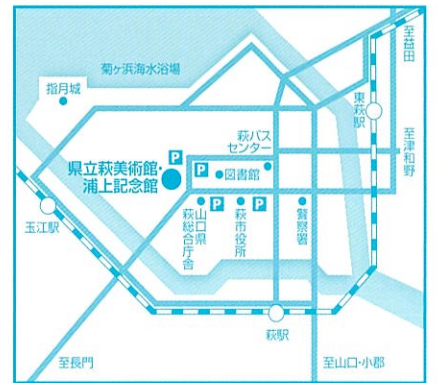 至益田
菊ヶ浜海水浴場
指月城
東萩駅
萩バス
センター
至津和野
P
県立萩美術館・
浦上記念館
P
図書館
玉江駅
山口県
萩総合庁舎
P
萩市役所
P
警察署
萩駅
至長門
至山口・小郡